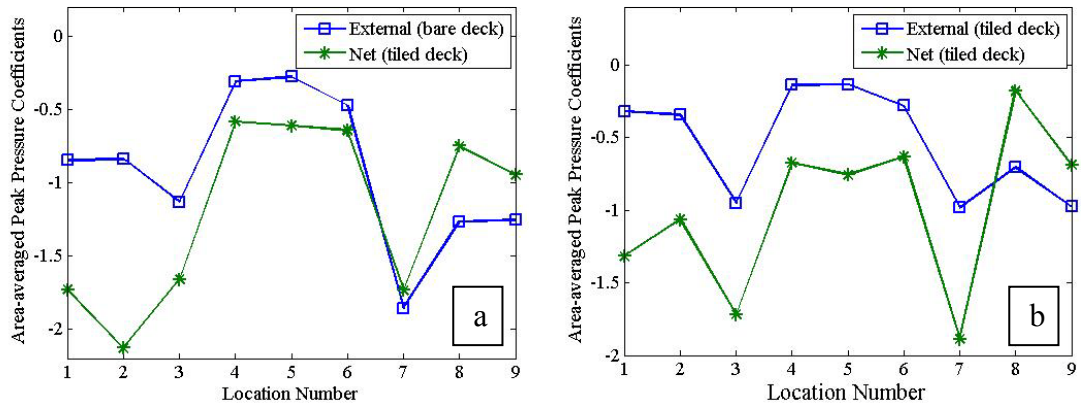 Area-averaged Peak Pressure Coefficients
0
-0.5
-1
-1.5
-2
External (bare deck)
Net (tiled deck)
a
1 2 3 4 5 6 7 8 9
Location Number
Area-averaged Peak Pressure Coefficients
0
-0.5
-1
-1.5
-2
External (tiled deck)
Net (tiled deck)
b
1 2 3 4 5 6 7 8 9
Location Number